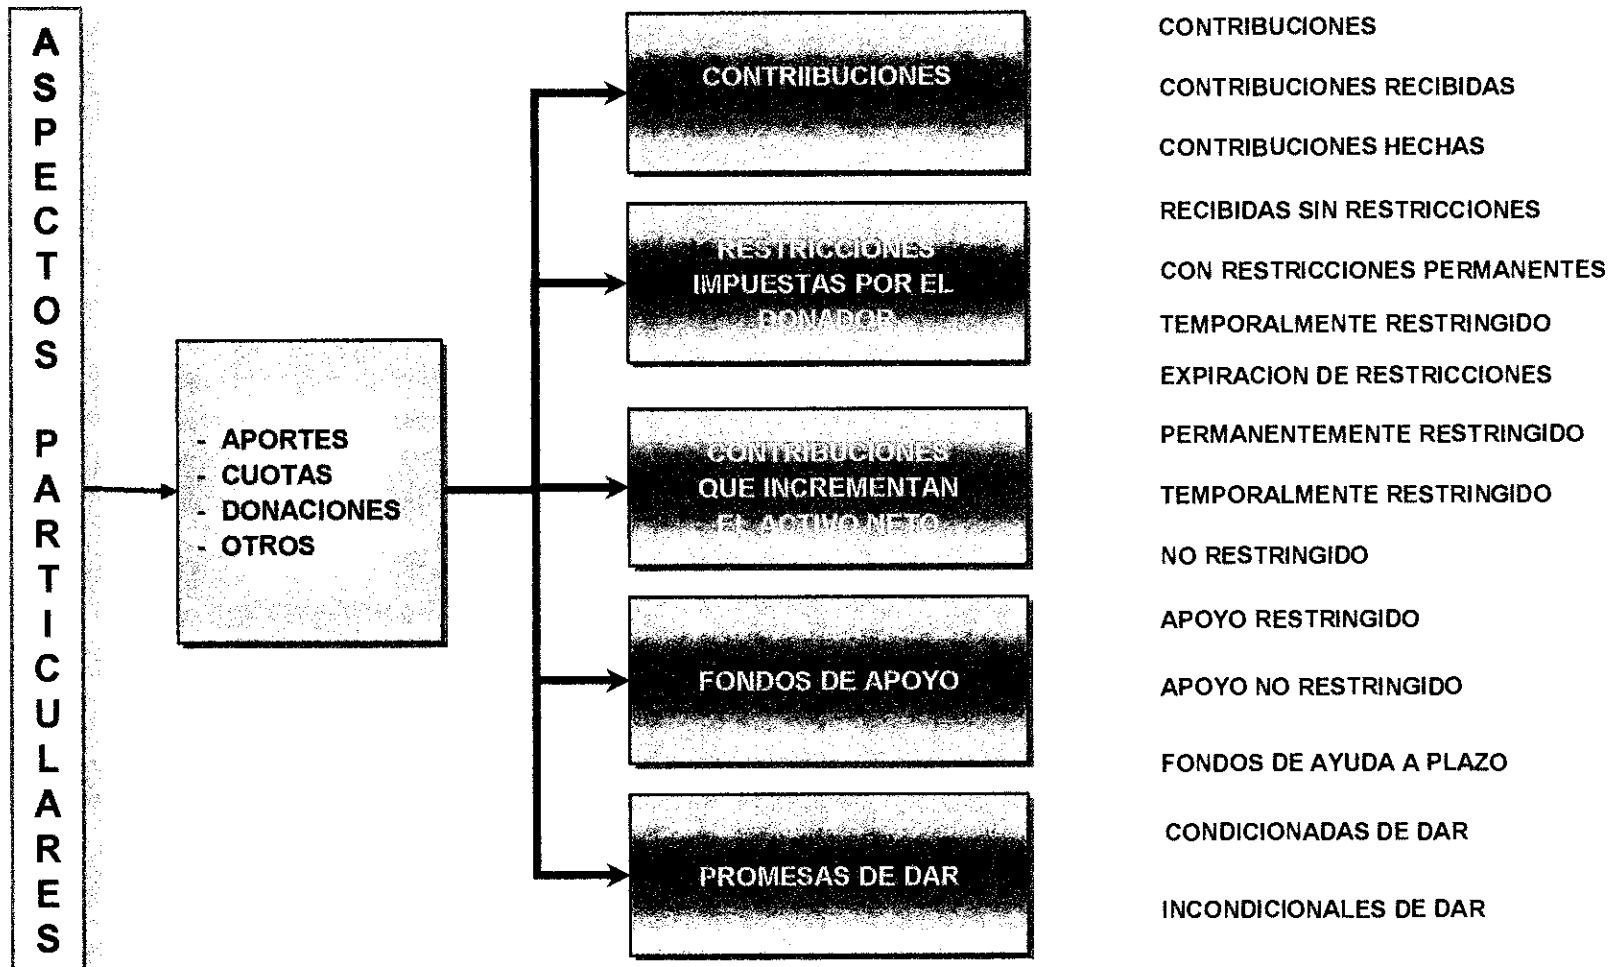 ASPECTOS PARTICULARES
- APORTES
- CUOTAS
- DONACIONES
- OTROS
CONTRIIBUCIONES
RESTRICCIONES
IMPUESTAS POR EL
DONADOR
CONTRIBUCIONES
QUE INCREMENTAN
EL ACTIVO NETO
FONDOS DE APOYO
PROMESAS DE DAR
CONTRIBUCIONES
CONTRIBUCIONES RECIBIDAS
CONTRIBUCIONES HECHAS
RECIBIDAS SIN RESTRICCIONES
CON RESTRICCIONES PERMANENTES
TEMPORALMENTE RESTRINGIDO
EXPIRACION DE RESTRICCIONES
PERMANENTEMENTE RESTRINGIDO
TEMPORALMENTE RESTRINGIDO
NO RESTRINGIDO
APOYO RESTRINGIDO
APOYO NO RESTRINGIDO
FONDOS DE AYUDA A PLAZO
CONDICIONADAS DE DAR
INCONDICIONALES DE DAR